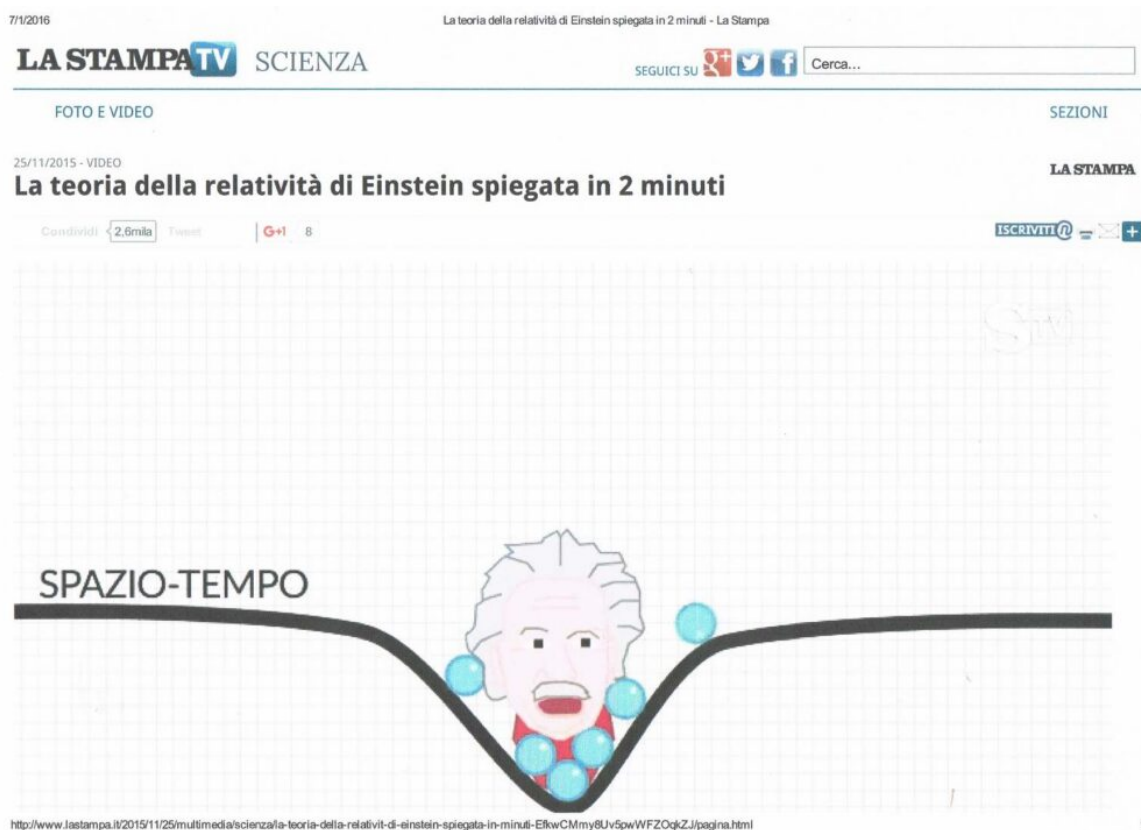 7/1/2016 La teoria della relatività di Einstein spiegata in 2 minuti - La Stampa
LA STAMPA TV SCIENZA SEGUICI SU g+ f Cerca...
FOTO E VIDEO SEZIONI
25/11/2015 - VIDEO
La teoria della relatività di Einstein spiegata in 2 minuti LA STAMPA
Condividi 2,6mila Tweet G+1 8 ISCRIVITI @ +
STV
SPAZIO-TEMPO
http://www.lastampa.it/2015/11/25/multimedia/scienza/la-teoria-della-relativit-di-einstein-spiegata-in-minuti-EfkwCMmy8Uv5pwWFZOqkZJ/pagina.html